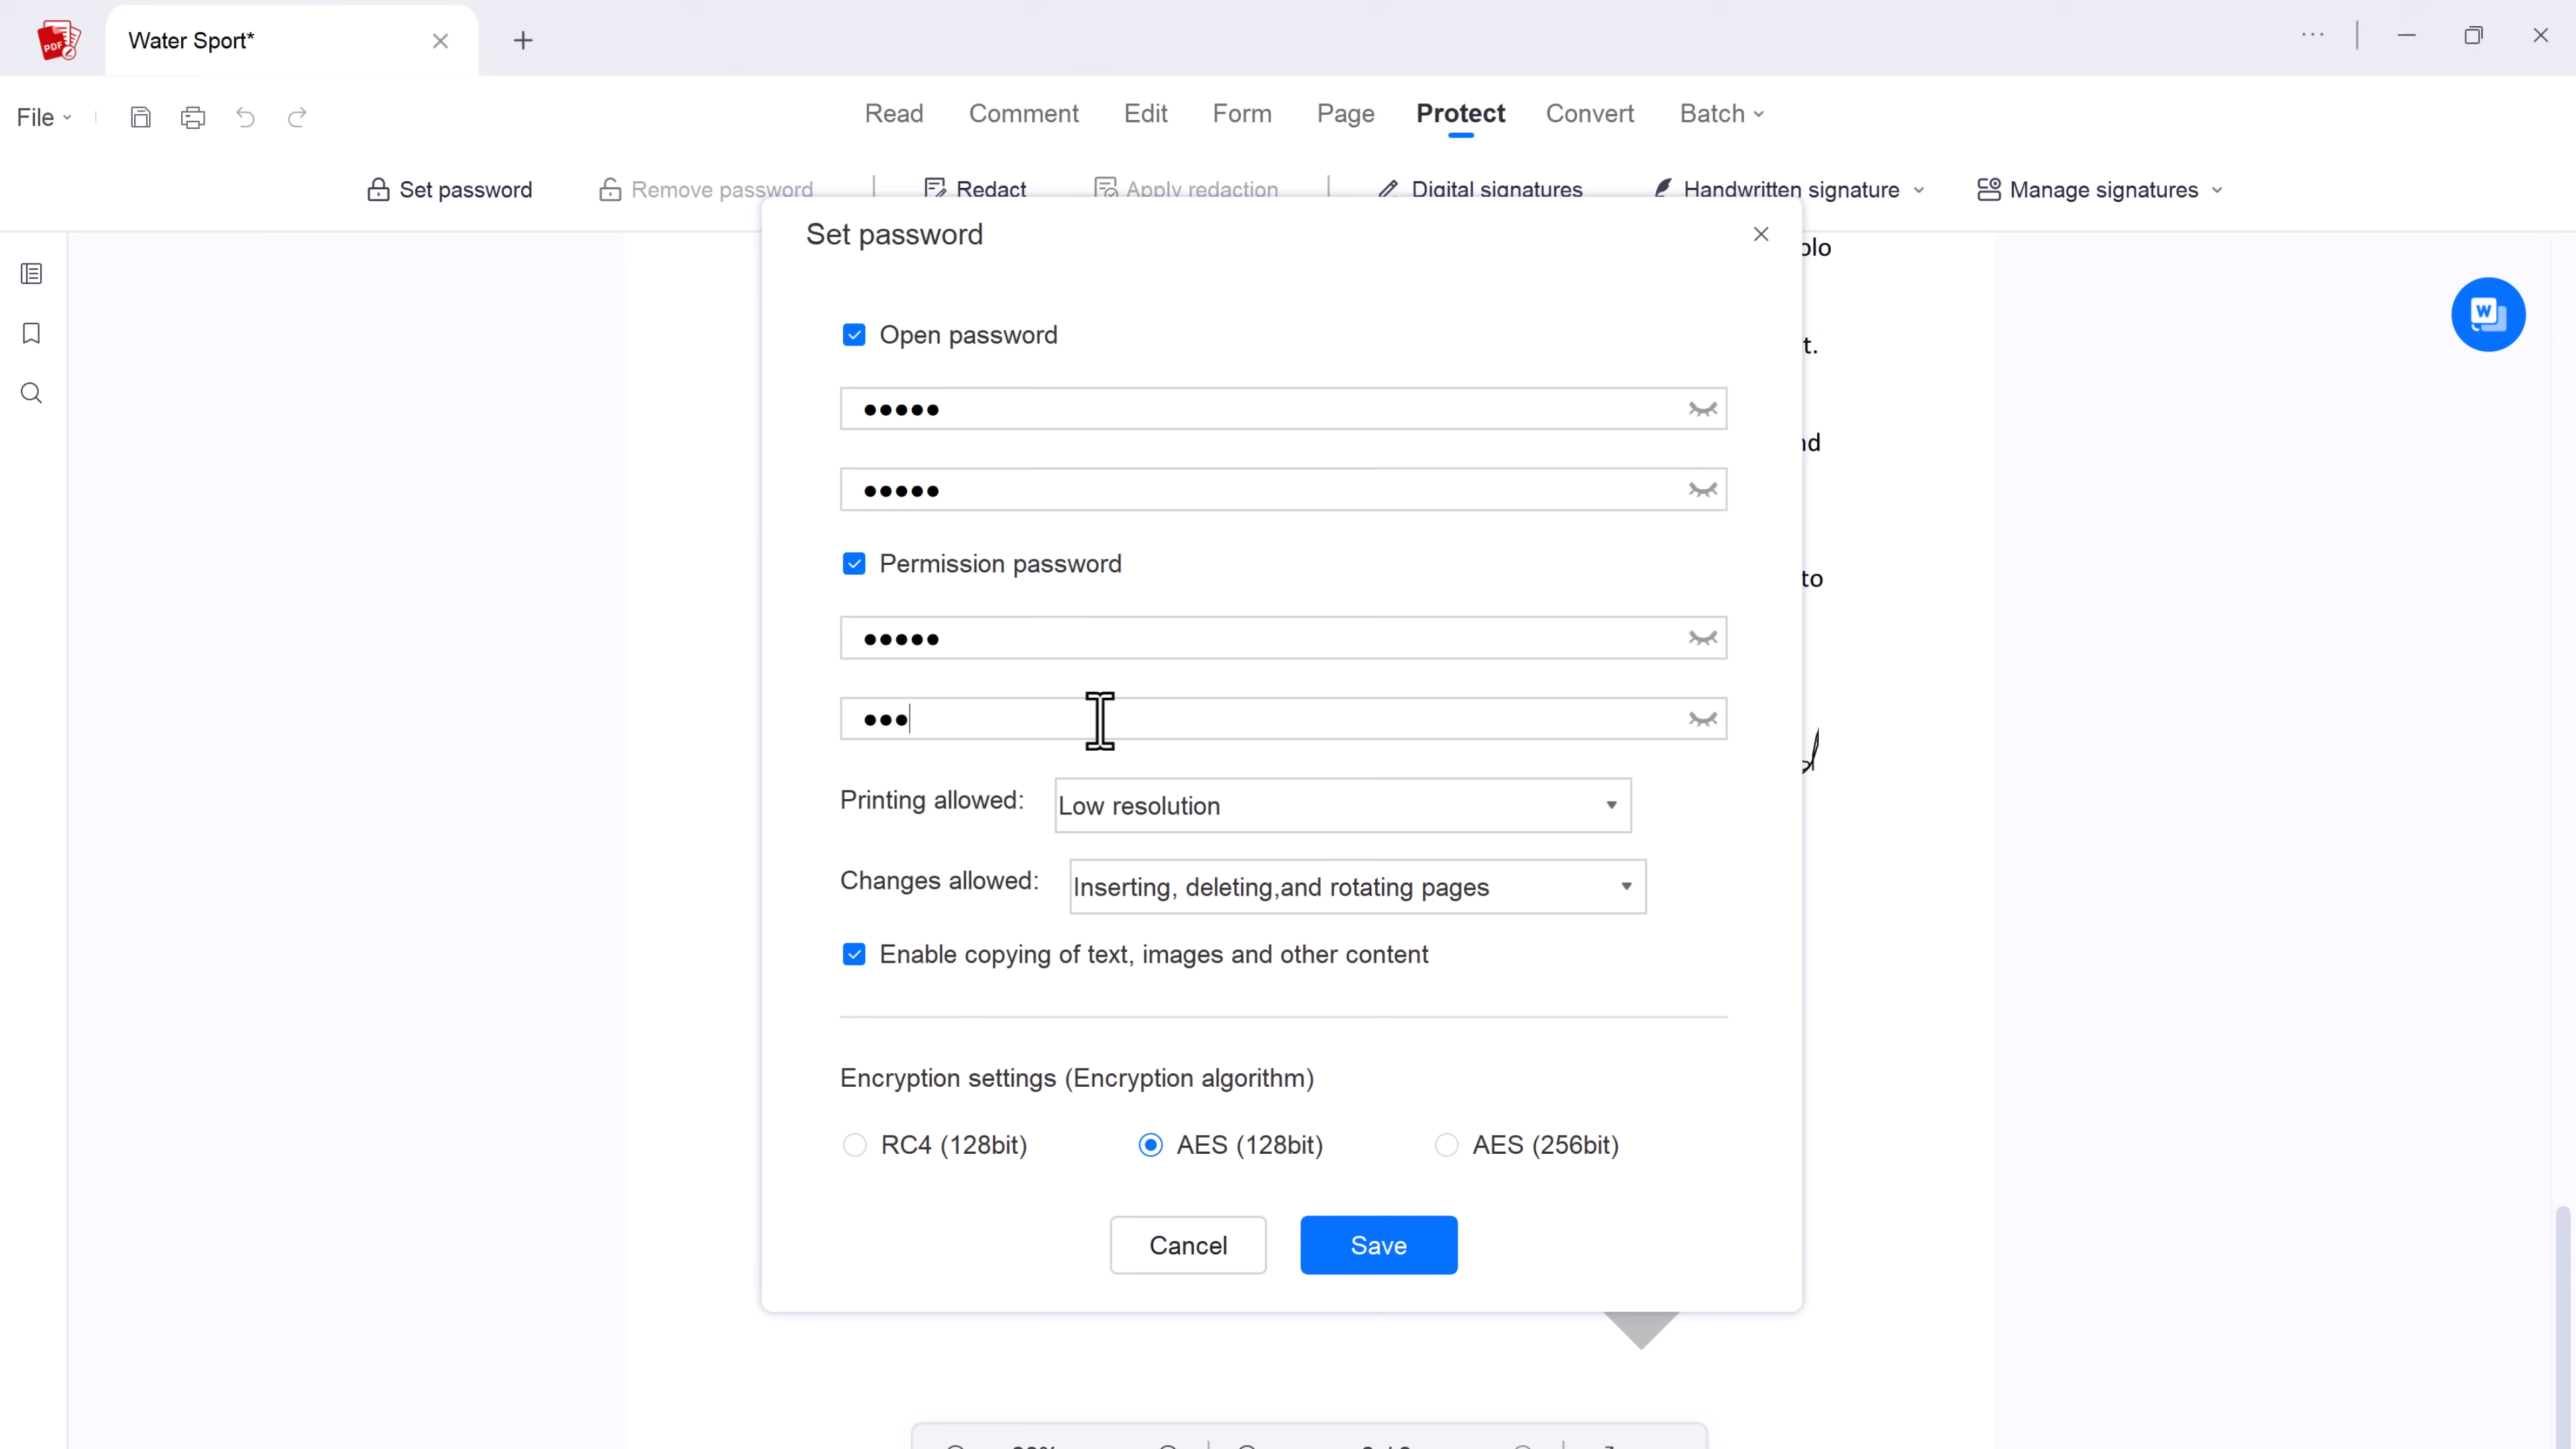 Water Sport*
File
Read Comment Edit Form Page Protect Convert Batch
Set password Remove password Redact Apply redaction Digital signatures Handwritten signature Manage signatures
Set password
Open password
●●●●●
●●●●●
Permission password
●●●●●
●●●
Printing allowed: Low resolution
Changes allowed: Inserting, deleting,and rotating pages
Enable copying of text, images and other content
Encryption settings (Encryption algorithm)
RC4 (128bit) AES (128bit) AES (256bit)
Cancel Save
PDF
W
t.
to